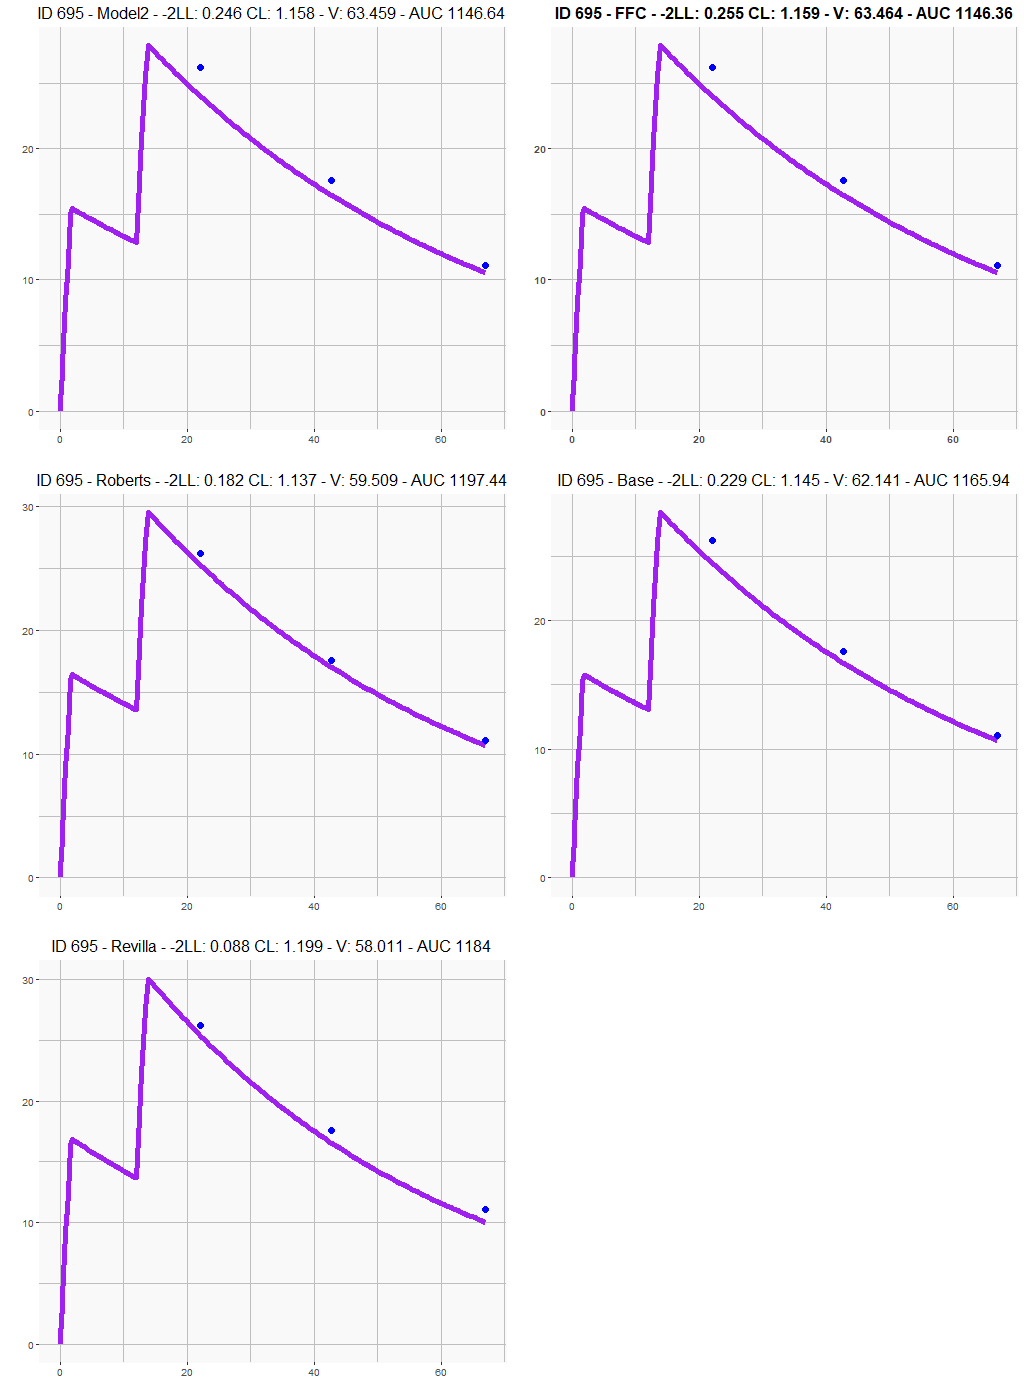 ID 695 - Model2 - -2LL: 0.246 CL: 1.158 - V: 63.459 - AUC 1146.64
20
10
0
0 20 40 60
ID 695 - FFC - -2LL: 0.255 CL: 1.159 - V: 63.464 - AUC 1146.36
20
10
0
0 20 40 60
ID 695 - Roberts - -2LL: 0.182 CL: 1.137 - V: 59.509 - AUC 1197.44
30
20
10
0
0 20 40 60
ID 695 - Base - -2LL: 0.229 CL: 1.145 - V: 62.141 - AUC 1165.94
20
10
0
0 20 40 60
ID 695 - Revilla - -2LL: 0.088 CL: 1.199 - V: 58.011 - AUC 1184
30
20
10
0
0 20 40 60